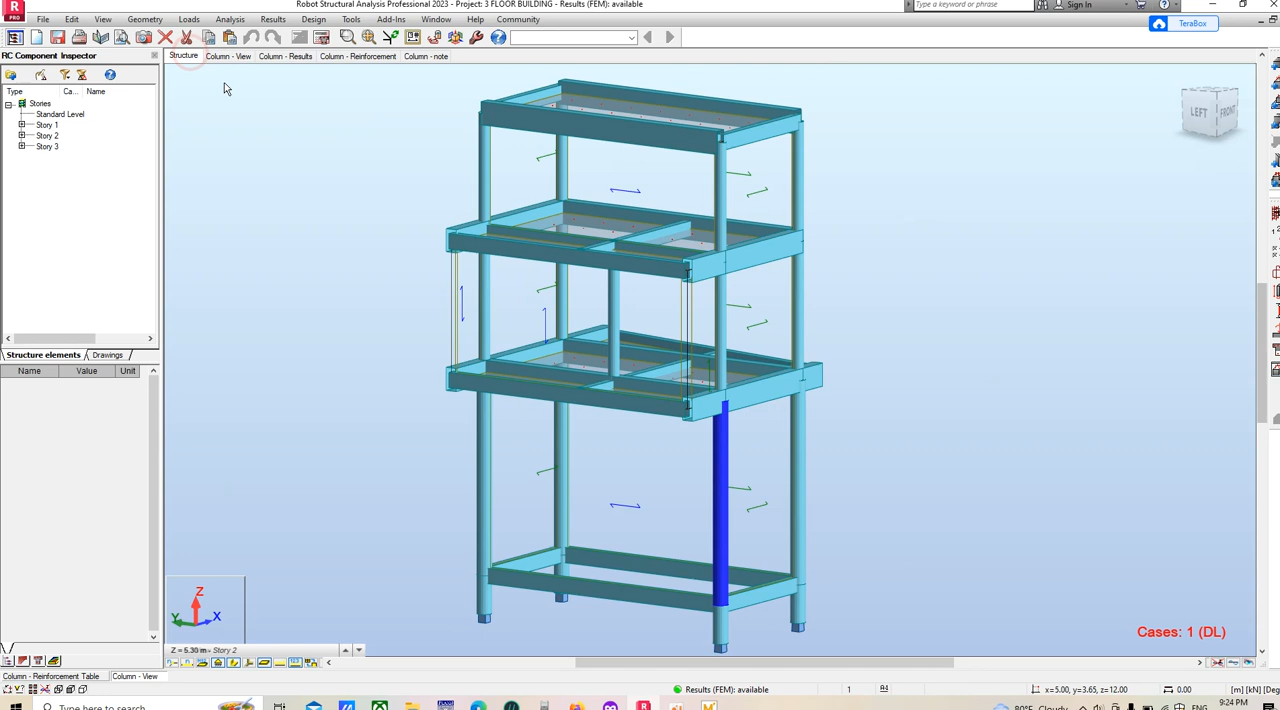 Robot Structural Analysis Professional 2023 - Project: 3 FLOOR BUILDING - Results (FEM): available
Type a keyword or phrase
Sign In
R
PRO
File Edit View Geometry Loads Analysis Results Design Tools Add-Ins Window Help Community
TeraBox
RC Component Inspector
Structure Column - View Column - Results Column - Reinforcement Column - note
Type Ca... Name
Stories
Standard Level
Story 1
Story 2
Story 3
LEFT FRONT
Structure elements Drawings
Name Value Unit
Z
Y X
Cases: 1 (DL)
Z = 5.30 m - Story 2
Column - Reinforcement Table Column - View
Results (FEM): available 1 x=5.00, y=3.65, z=12.00 0.00 [m] [kN] [Deg
Type here to search
80°F Cloudy ENG 9:24 PM